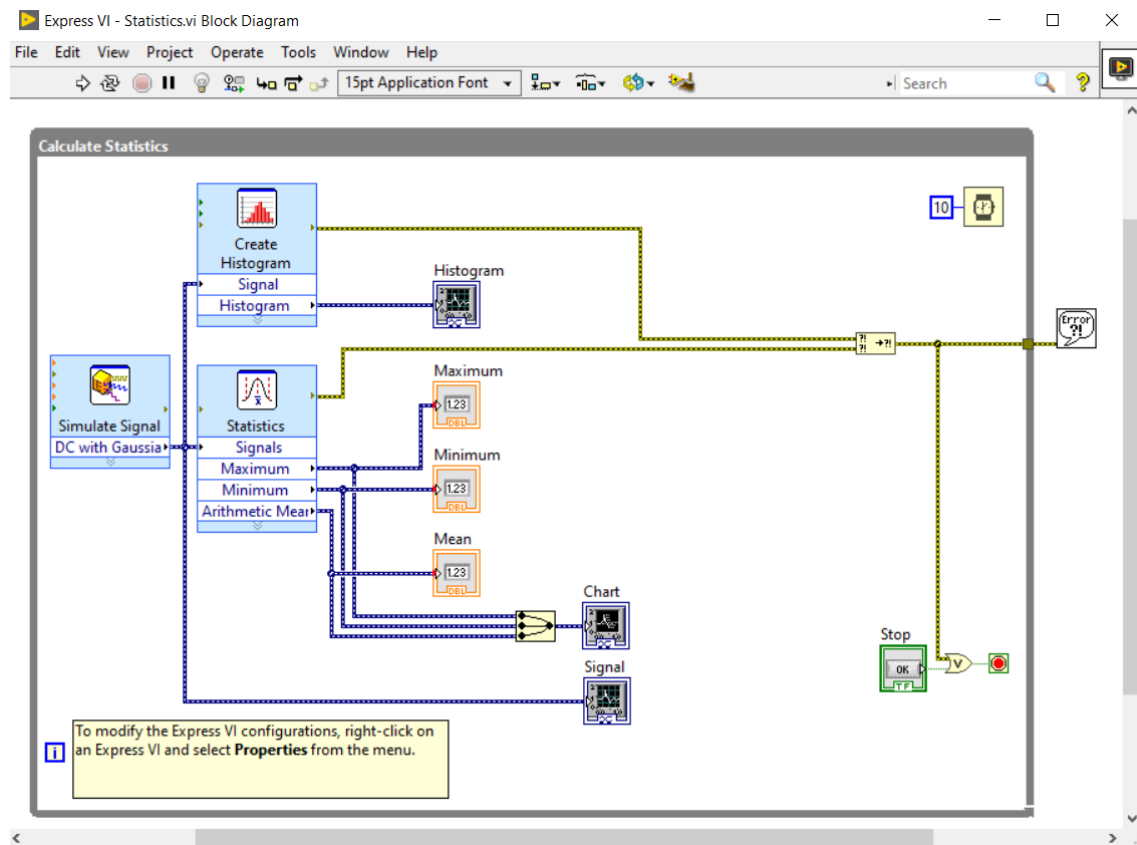 Express VI - Statistics.vi Block Diagram
File Edit View Project Operate Tools Window Help
15pt Application Font
Search
Calculate Statistics
Create
Histogram
Signal
Histogram
Histogram
10
Error
?!
?!
?!
→?!
Simulate Signal
DC with Gaussia
Statistics
Signals
Maximum
Minimum
Arithmetic Mear
Maximum
1.23
DBL
Minimum
1.23
DBL
Mean
1.23
DBL
Chart
Signal
Stop
OK
TF
V
i
To modify the Express VI configurations, right-click on
an Express VI and select Properties from the menu.